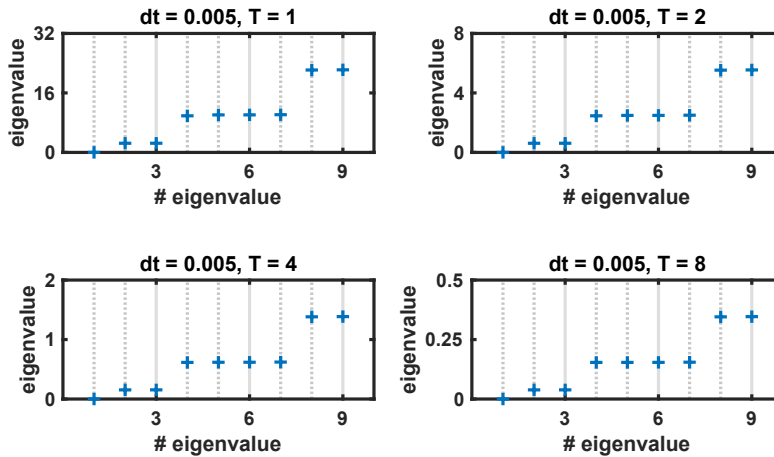 dt = 0.005, T = 1
eigenvalue
32
16
0
3 6 9
# eigenvalue
dt = 0.005, T = 2
eigenvalue
8
4
0
3 6 9
# eigenvalue
dt = 0.005, T = 4
eigenvalue
2
1
0
3 6 9
# eigenvalue
dt = 0.005, T = 8
eigenvalue
0.5
0.25
0
3 6 9
# eigenvalue